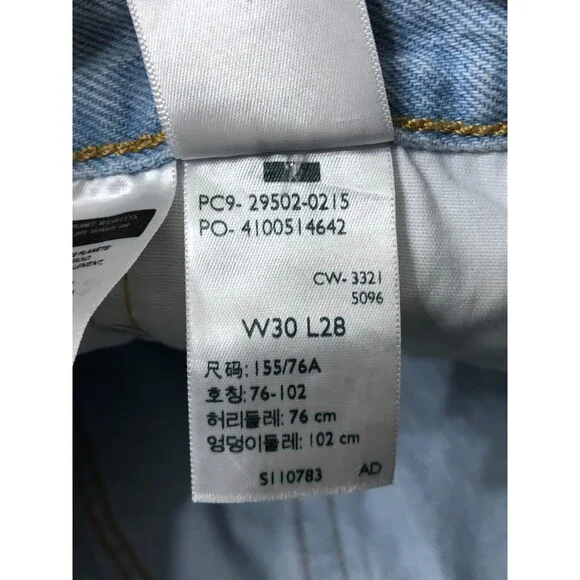 PC9- 29502-0215
PO- 4100514642
CW- 3321
5096
W30 L28
尺码: 155/76A
호칭: 76-102
허리둘레: 76 cm
엉덩이둘레: 102 cm
S110783 AD